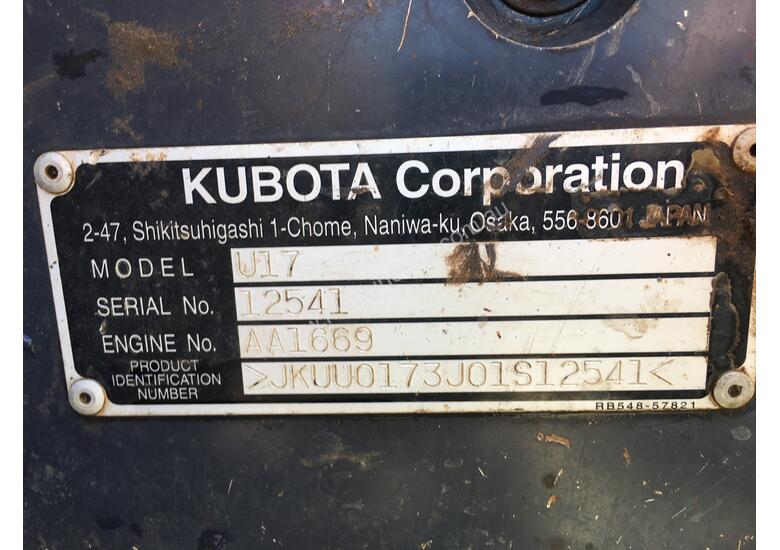 KUBOTA Corporation
2-47, Shikitsuhigashi 1-Chome, Naniwa-ku, Osaka, 556-8601 JAPAN
MODEL U17
SERIAL No. 12541
ENGINE No. AA1669
PRODUCT
IDENTIFICATION
NUMBER
>JKUU0173J01S12541<
RB548-57821